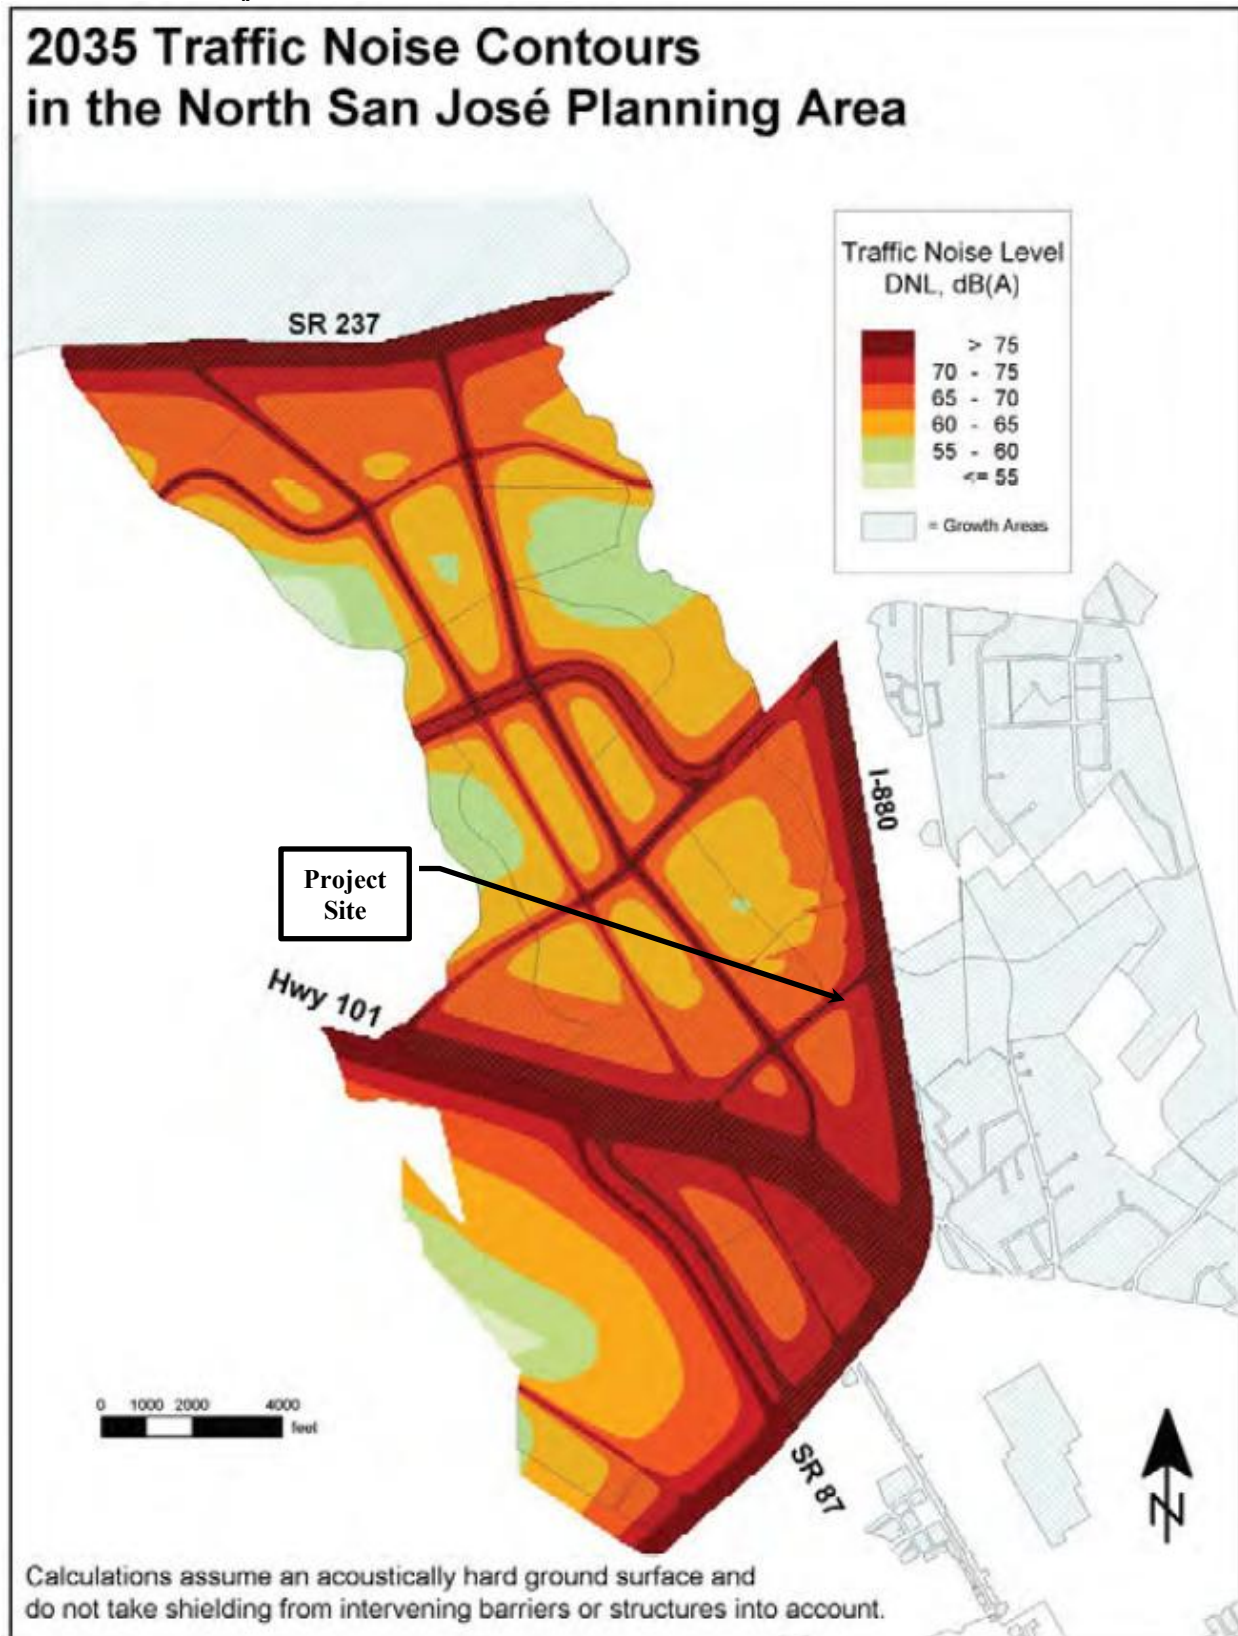 2035 Traffic Noise Contours
in the North San José Planning Area
Traffic Noise Level
DNL, dB(A)
> 75
70 - 75
65 - 70
60 - 65
55 - 60
<= 55
= Growth Areas
SR 237
I-880
Project
Site
Hwy 101
0 1000 2000 4000
feet
SR 87
N
Calculations assume an acoustically hard ground surface and
do not take shielding from intervening barriers or structures into account.